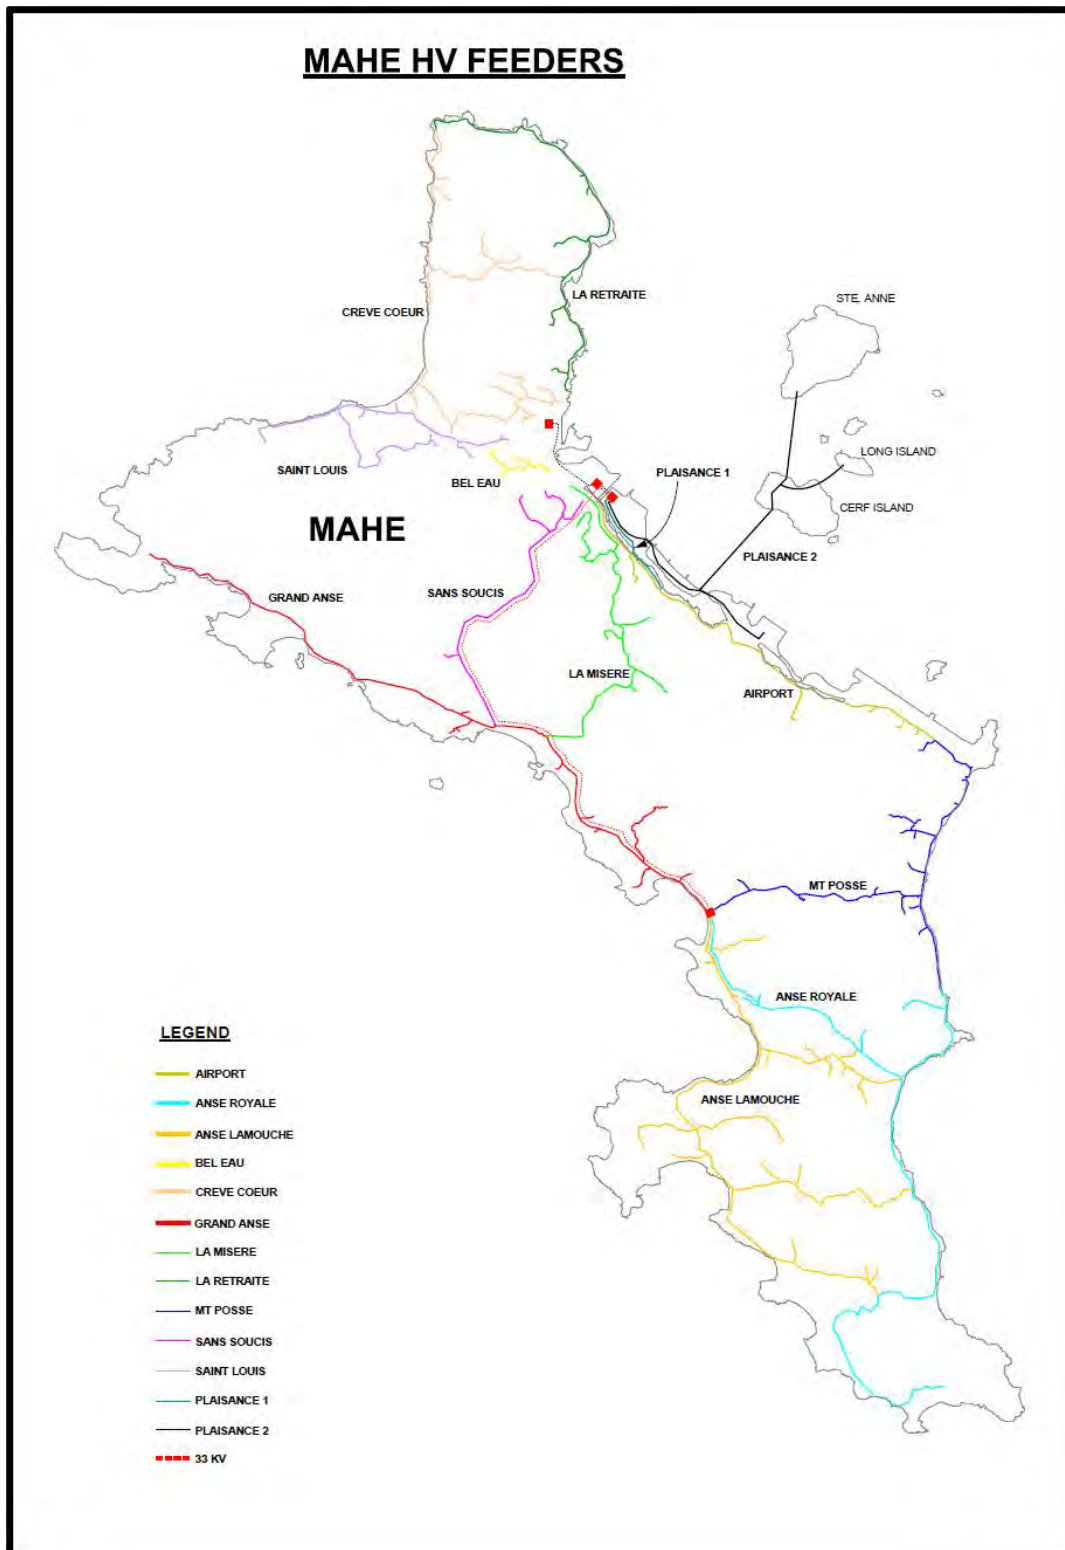 MAHE HV FEEDERS
LA RETRAITE
STE. ANNE
CREVE COEUR
LONG ISLAND
SAINT LOUIS
PLAISANCE 1
BEL EAU
CERF ISLAND
MAHE
PLAISANCE 2
SANS SOUCIS
GRAND ANSE
LA MISERE
AIRPORT
MT POSSE
ANSE ROYALE
ANSE LAMOUCHE
LEGEND
AIRPORT
ANSE ROYALE
ANSE LAMOUCHE
BEL EAU
CREVE COEUR
GRAND ANSE
LA MISERE
LA RETRAITE
MT POSSE
SANS SOUCIS
SAINT LOUIS
PLAISANCE 1
PLAISANCE 2
33 KV